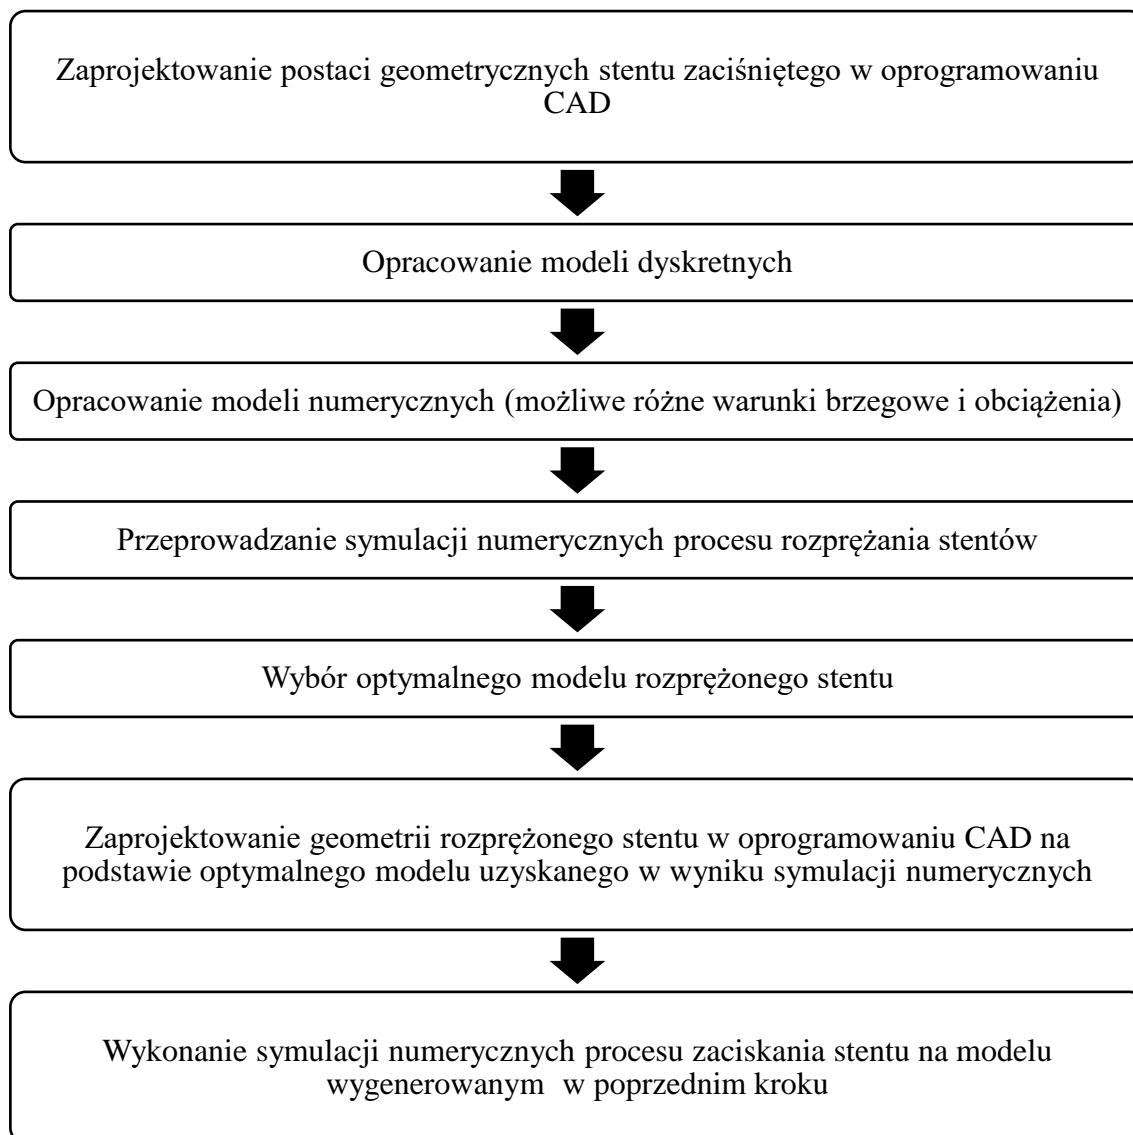 Zaprojektowanie postaci geometrycznych stentu zaciśniętego w oprogramowaniu
CAD
Opracowanie modeli dyskretnych
Opracowanie modeli numerycznych (możliwe różne warunki brzegowe i obciążenia)
Przeprowadzanie symulacji numerycznych procesu rozprężania stentów
Wybór optymalnego modelu rozprężonego stentu
Zaprojektowanie geometrii rozprężonego stentu w oprogramowaniu CAD na
podstawie optymalnego modelu uzyskanego w wyniku symulacji numerycznych
Wykonanie symulacji numerycznych procesu zaciskania stentu na modelu
wygenerowanym  w poprzednim kroku